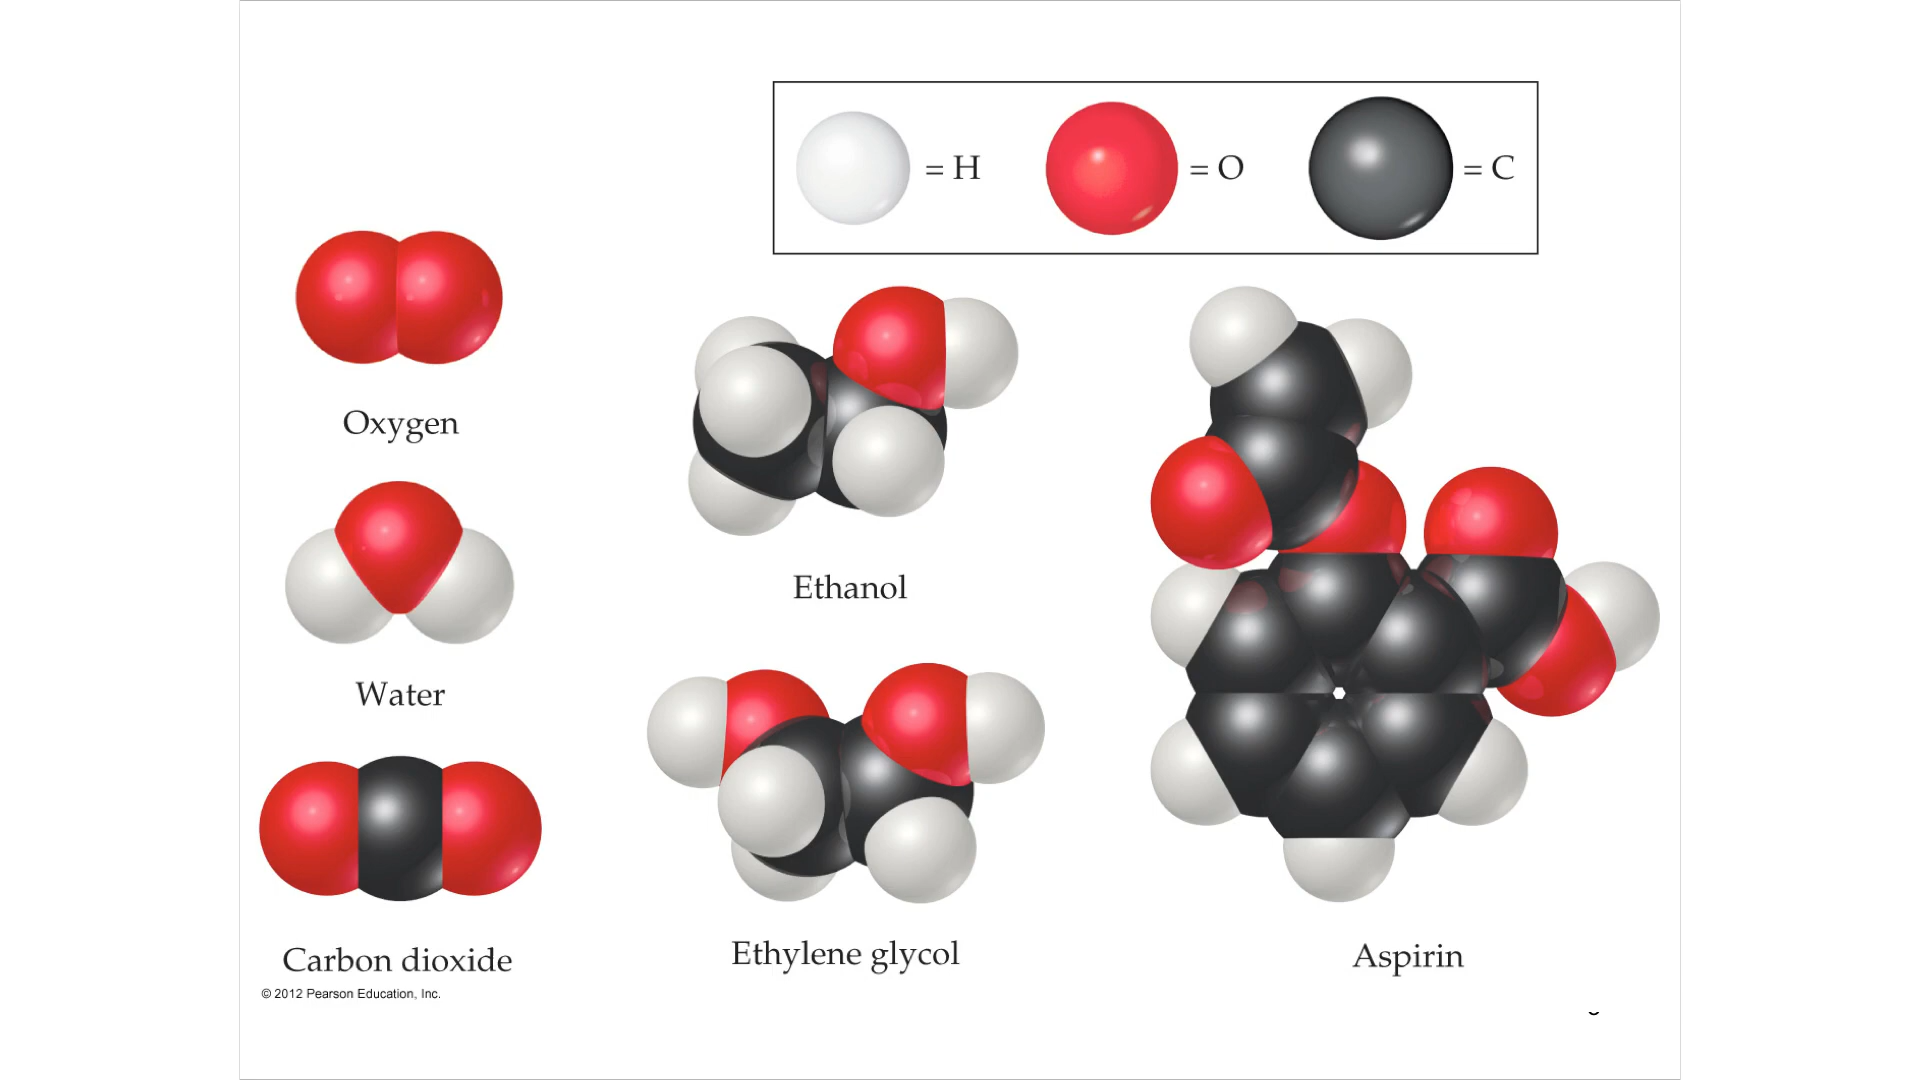 = H
= O
= C
Oxygen
Ethanol
Water
Ethylene glycol
Carbon dioxide
Aspirin
© 2012 Pearson Education, Inc.